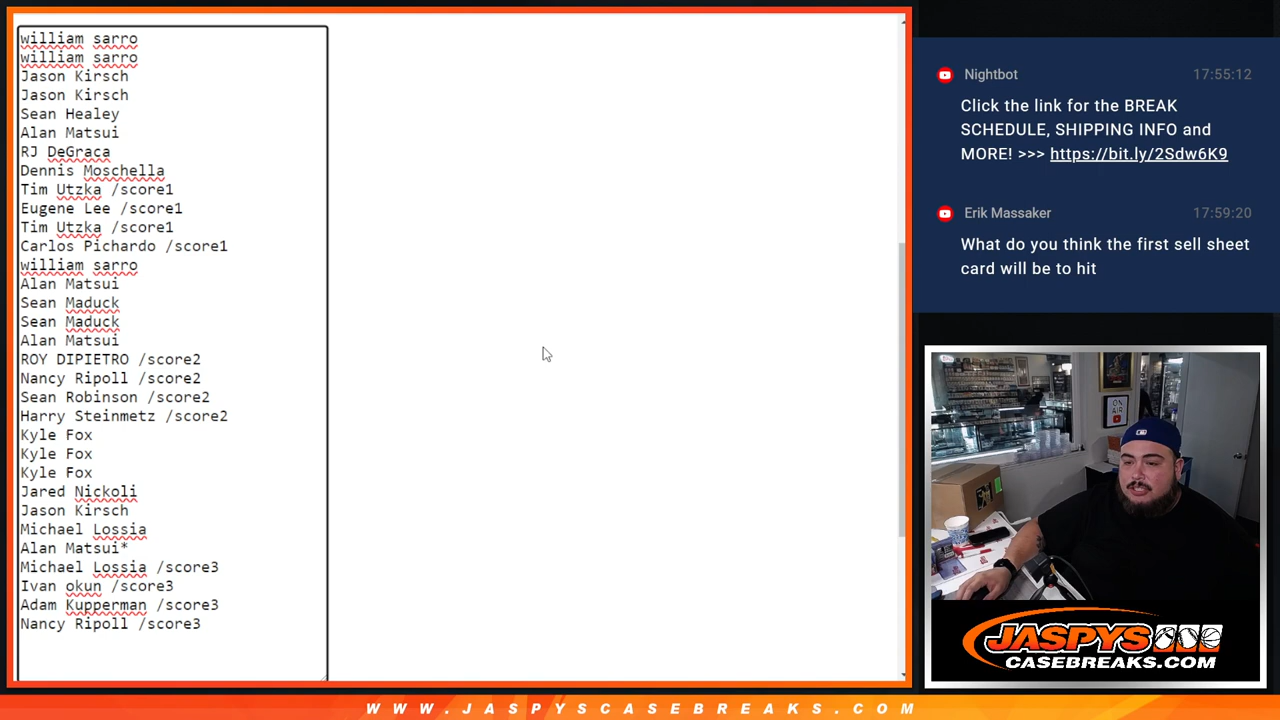 william sarro
william sarro
Jason Kirsch
Jason Kirsch
Sean Healey
Alan Matsui
RJ DeGraca
Dennis Moschella
Tim Utzka /score1
Eugene Lee /score1
Tim Utzka /score1
Carlos Pichardo /score1
william sarro
Alan Matsui
Sean Maduck
Sean Maduck
Alan Matsui
ROY DIPIETRO /score2
Nancy Ripoll /score2
Sean Robinson /score2
Harry Steinmetz /score2
Kyle Fox
Kyle Fox
Kyle Fox
Jared Nickoli
Jason Kirsch
Michael Lossia
Alan Matsui*
Michael Lossia /score3
Ivan okun /score3
Adam Kupperman /score3
Nancy Ripoll /score3
Nightbot 17:55:12
Click the link for the BREAK
SCHEDULE, SHIPPING INFO and
MORE! >>> https://bit.ly/2Sdw6K9
Erik Massaker 17:59:20
What do you think the first sell sheet
card will be to hit
ON
AIR
JASPYS
CASEBREAKS.COM
WWW.JASPYSCASEBREAKS.COM